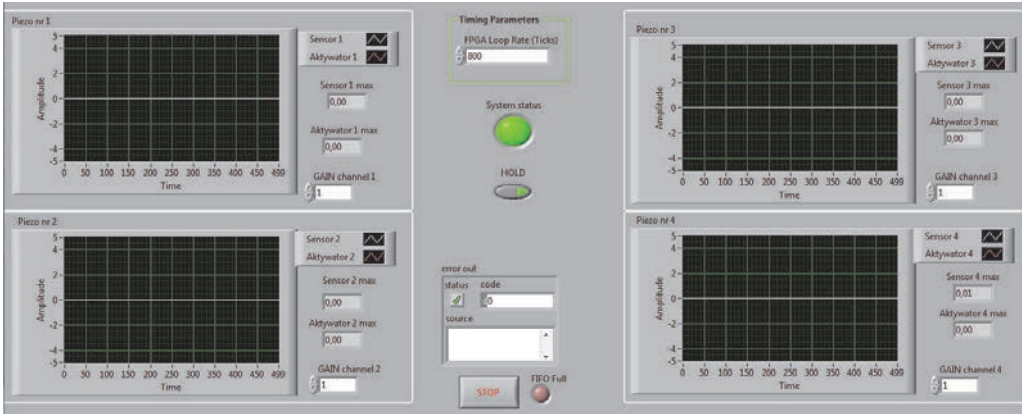 Piezo nr 1
Amplitude
5
4
2
0
-2
-4
-5
0 50 100 150 200 250 300 350 400 450 499
Time
Sensor 1
Aktywator 1
Sensor 1 max
0,00
Aktywator 1 max
0,00
GAIN channel 1
1
Piezo nr 2
Amplitude
5
4
2
0
-2
-4
-5
0 50 100 150 200 250 300 350 400 450 499
Time
Sensor 2
Aktywator 2
Sensor 2 max
0,00
Aktywator 2 max
0,00
GAIN channel 2
1
Timing Parameters
FPGA Loop Rate (Ticks)
800
System status
HOLD
error out
status code
0
source
STOP
FIFO Full
Piezo nr 3
Amplitude
5
4
2
0
-2
-4
-5
0 50 100 150 200 250 300 350 400 450 499
Time
Sensor 3
Aktywator 3
Sensor 3 max
0,00
Aktywator 3 max
0,00
GAIN channel 3
1
Piezo nr 4
Amplitude
5
4
2
0
-2
-4
-5
0 50 100 150 200 250 300 350 400 450 499
Time
Sensor 4
Aktywator 4
Sensor 4 max
0,01
Aktywator 4 max
0,00
GAIN channel 4
1